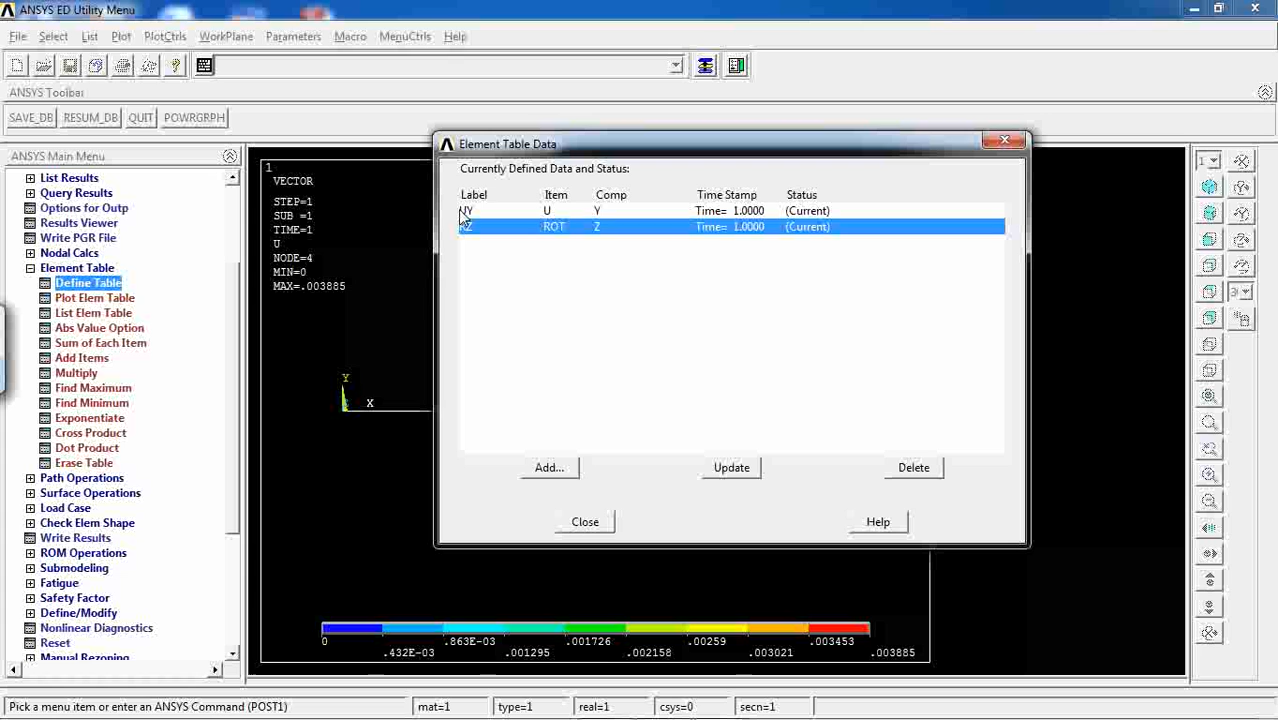 ANSYS ED Utility Menu
File Select List Plot PlotCtrls WorkPlane Parameters Macro MenuCtrls Help
ANSYS Toolbar
SAVE_DB RESUM_DB QUIT POWRGRPH
ANSYS Main Menu
List Results
Query Results
Options for Outp
Results Viewer
Write PGR File
Nodal Calcs
Element Table
Define Table
Plot Elem Table
List Elem Table
Abs Value Option
Sum of Each Item
Add Items
Multiply
Find Maximum
Find Minimum
Exponentiate
Cross Product
Dot Product
Erase Table
Path Operations
Surface Operations
Load Case
Check Elem Shape
Write Results
ROM Operations
Submodeling
Fatigue
Safety Factor
Define/Modify
Nonlinear Diagnostics
Reset
Manual Rezoning
1
VECTOR
STEP=1
SUB =1
TIME=1
U
NODE=4
MIN=0
MAX=.003885
Y
X
Element Table Data
Currently Defined Data and Status:
Label Item Comp Time Stamp Status
UY U Y Time= 1.0000 (Current)
RZ ROT Z Time= 1.0000 (Current)
Add... Update Delete
Close Help
0 .863E-03 .001726 .00259 .003453
.432E-03 .001295 .002158 .003021 .003885
1
Pick a menu item or enter an ANSYS Command (POST1) mat=1 type=1 real=1 csys=0 secn=1